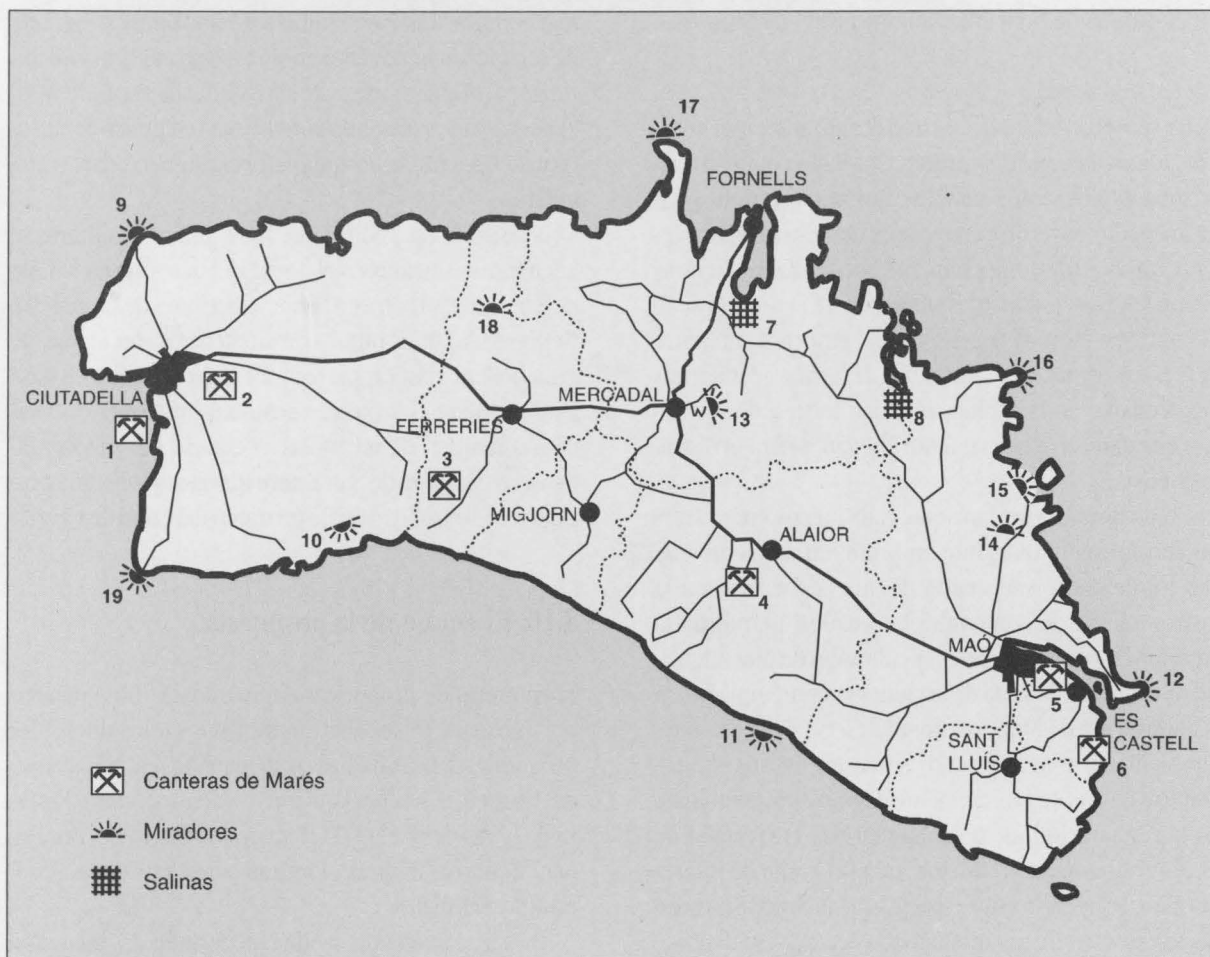 17
FORNELLS
9
18
7
16
CIUTADELLA
2
MERCADAL
13
8
1
FERRERIES
3
15
MIGJORN
14
10
ALAIOR
19
4
MAÓ
12
5
11
ES
CASTELL
SANT
LLUÍS
6
Canteras de Marés
Miradores
Salinas